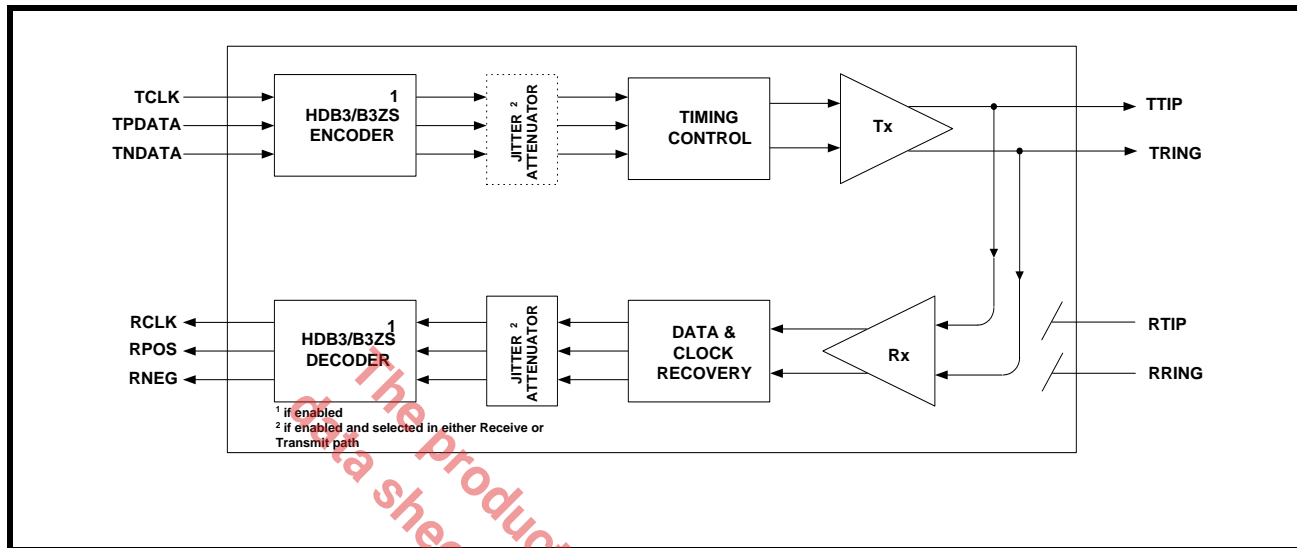 TCLK
TPDATA
TNDATA
HDB3/B3ZS 1
ENCODER
JITTER 2
ATTENUATOR
TIMING
CONTROL
Tx
TTIP
TRING
RCLK
RPOS
RNEG
HDB3/B3ZS 1
DECODER
JITTER 2
ATTENUATOR
DATA &
CLOCK
RECOVERY
Rx
RTIP
RRING
1 if enabled
2 if enabled and selected in either Receive or
Transmit path
The product
data shee